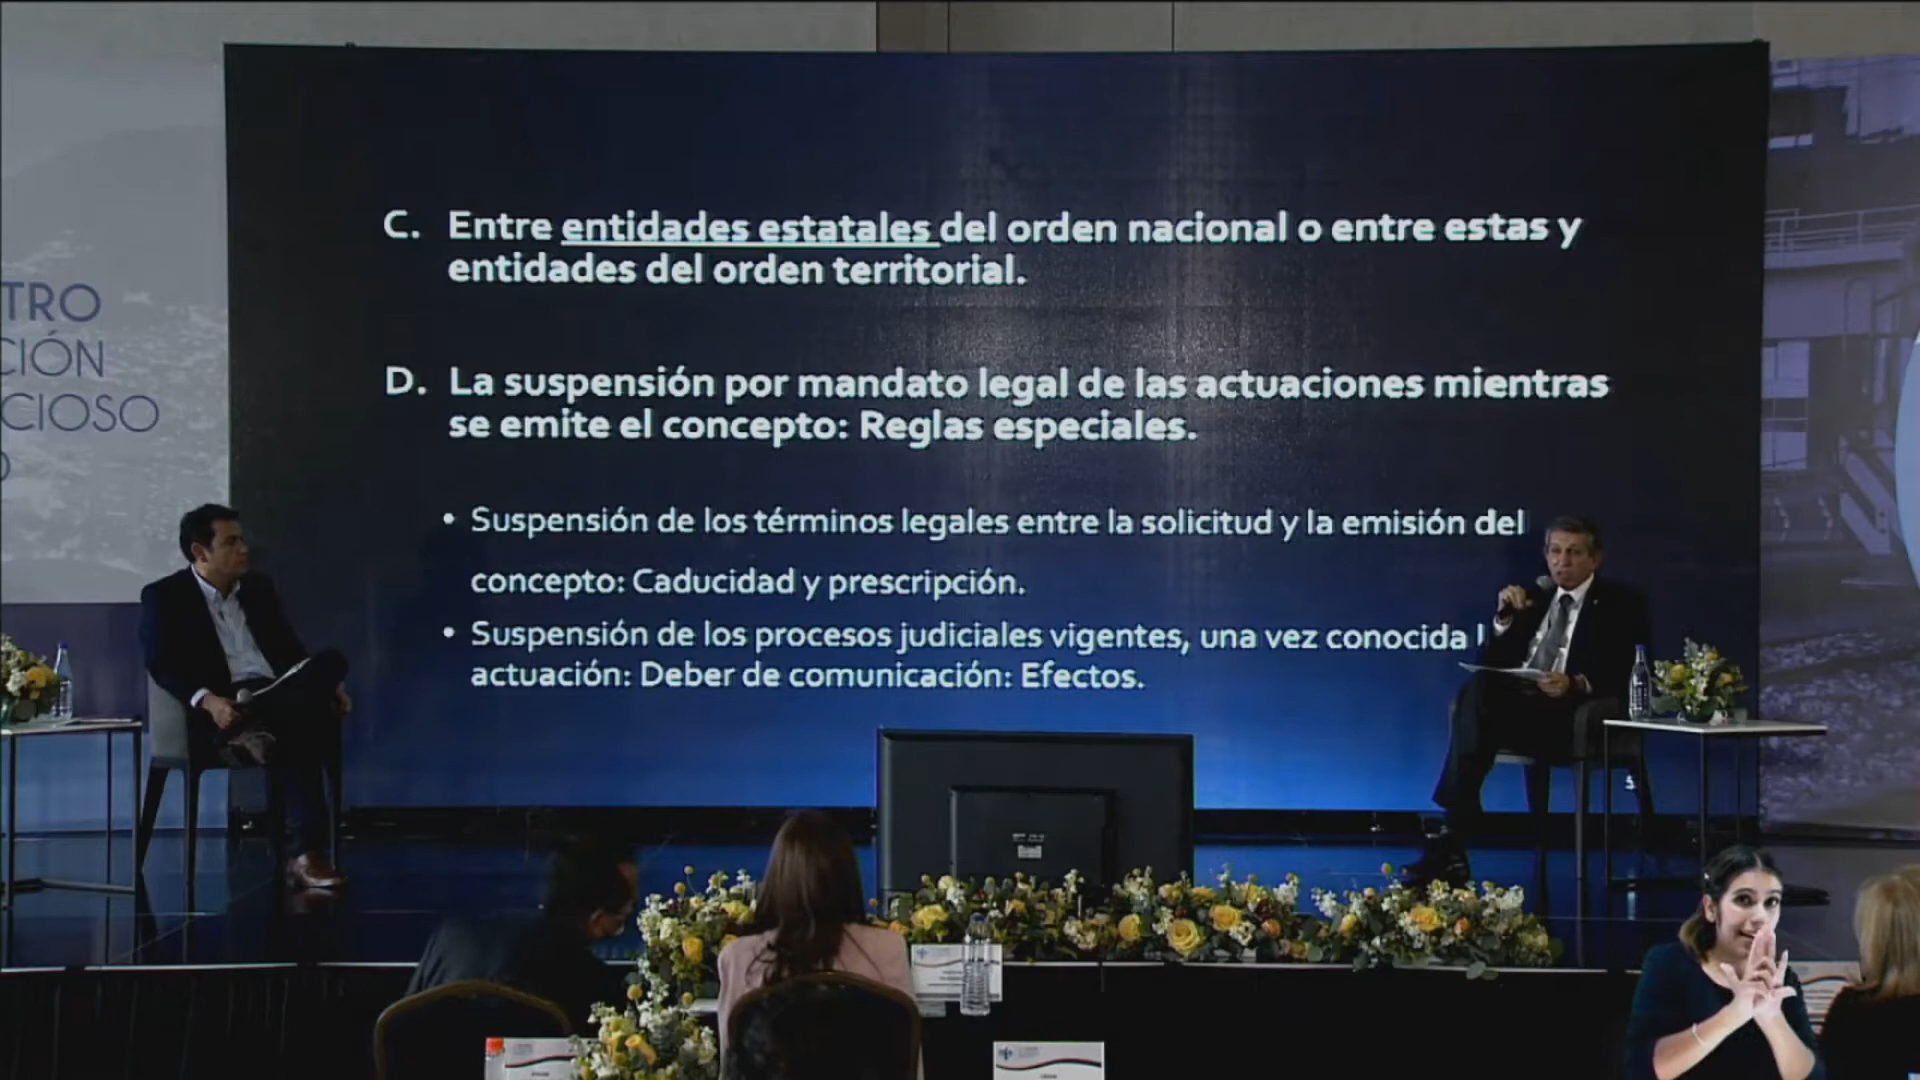 C. Entre entidades estatales del orden nacional o entre estas y
entidades del orden territorial.
D. La suspensión por mandato legal de las actuaciones mientras
se emite el concepto: Reglas especiales.
• Suspensión de los términos legales entre la solicitud y la emisión del
concepto: Caducidad y prescripción.
• Suspensión de los procesos judiciales vigentes, una vez conocida l
actuación: Deber de comunicación: Efectos.
TRO
CIÓN
CIOSO